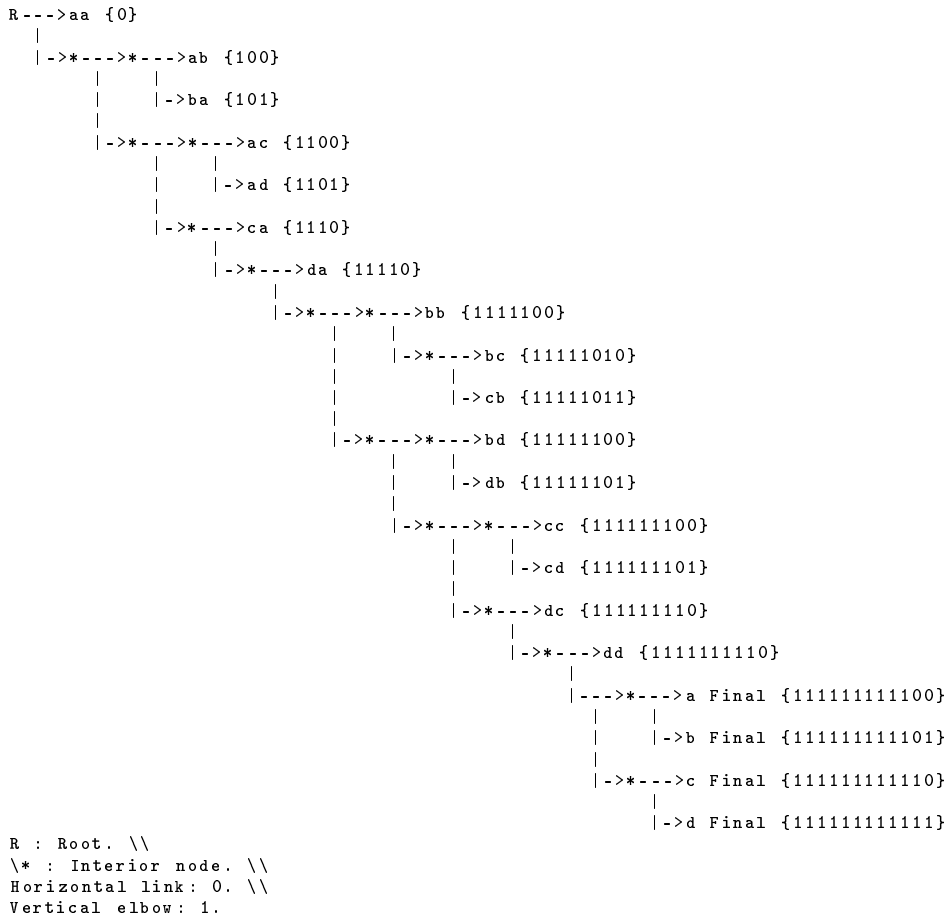 R--->aa {0}
|
|->*--->*--->ab {100}
| |
| |->ba {101}
|
|->*--->*--->ac {1100}
| |
| |->ad {1101}
|
|->*--->ca {1110}
|
|->*--->da {11110}
|
|->*--->*--->bb {1111100}
| |
| |->*--->bc {11111010}
| |
| |->cb {11111011}
|
|->*--->*--->bd {11111100}
| |
| |->db {11111101}
|
|->*--->*--->cc {111111100}
| |
| |->cd {111111101}
|
|->*--->dc {111111110}
|
|->*--->dd {1111111110}
|
|--->*--->a Final {111111111100}
| |
| |->b Final {111111111101}
|
|->*--->c Final {111111111110}
|
|->d Final {111111111111}
R : Root. \\
\* : Interior node. \\
Horizontal link: 0. \\
Vertical elbow: 1.